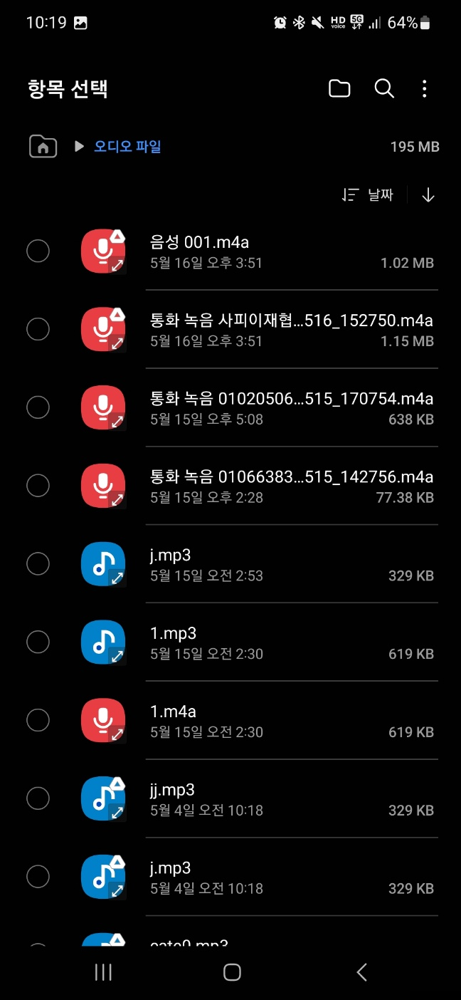 10:19 HD voice 5G 64%
항목 선택
오디오 파일 195 MB
날짜
음성 001.m4a
5월 16일 오후 3:51 1.02 MB
통화 녹음 사피이재협...516_152750.m4a
5월 16일 오후 3:51 1.15 MB
통화 녹음 01020506...515_170754.m4a
5월 15일 오후 5:08 638 KB
통화 녹음 01066383...515_142756.m4a
5월 15일 오후 2:28 77.38 KB
j.mp3
5월 15일 오전 2:53 329 KB
1.mp3
5월 15일 오전 2:30 619 KB
1.m4a
5월 15일 오전 2:30 619 KB
jj.mp3
5월 4일 오전 10:18 329 KB
j.mp3
5월 4일 오전 10:18 329 KB